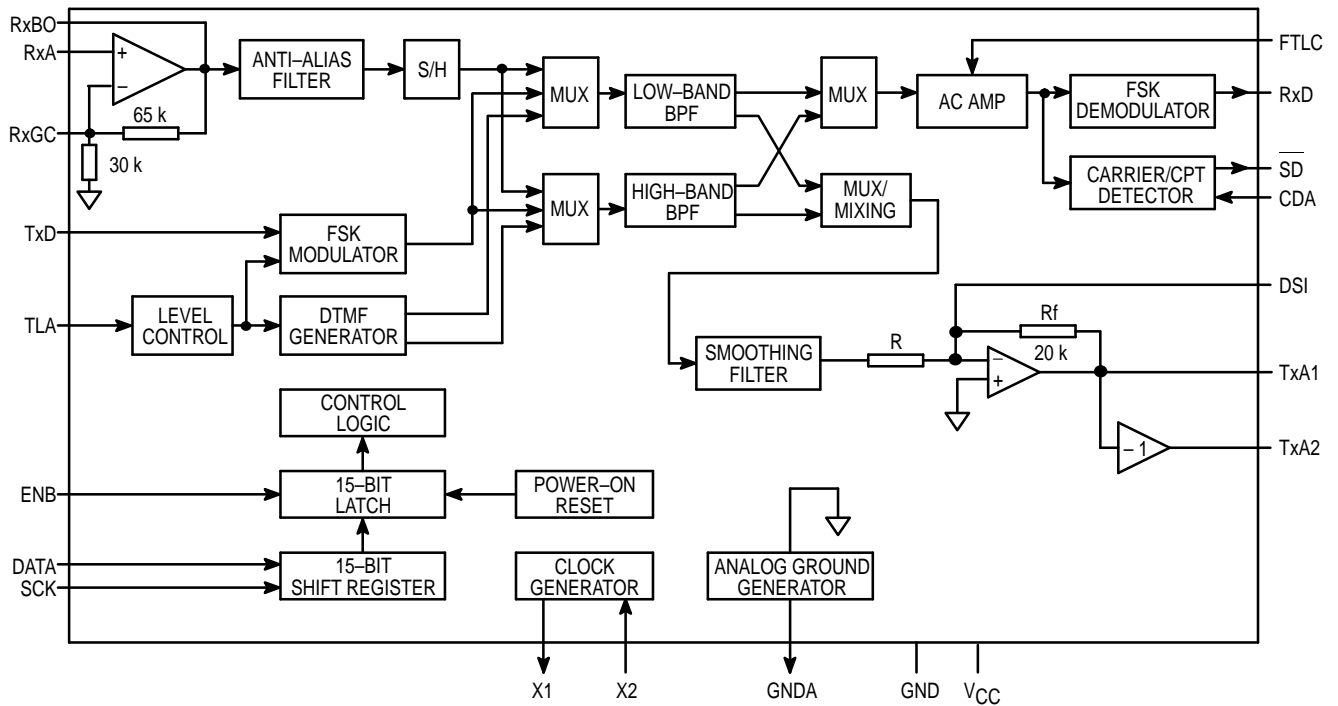 RxBO
RxA
RxGC
+
−
65 k
30 k
ANTI–ALIAS
FILTER
S/H
MUX
LOW–BAND
BPF
MUX
AC AMP
FSK
DEMODULATOR
FTLC
RxD
MUX
HIGH–BAND
BPF
MUX/
MIXING
CARRIER/CPT
DETECTOR
SD
CDA
TxD
FSK
MODULATOR
TLA
LEVEL
CONTROL
DTMF
GENERATOR
DSI
SMOOTHING
FILTER
R
Rf
20 k
−
+
TxA1
– 1
TxA2
CONTROL
LOGIC
ENB
15–BIT
LATCH
POWER–ON
RESET
DATA
SCK
15–BIT
SHIFT REGISTER
CLOCK
GENERATOR
ANALOG GROUND
GENERATOR
X1
X2
GNDA
GND
VCC